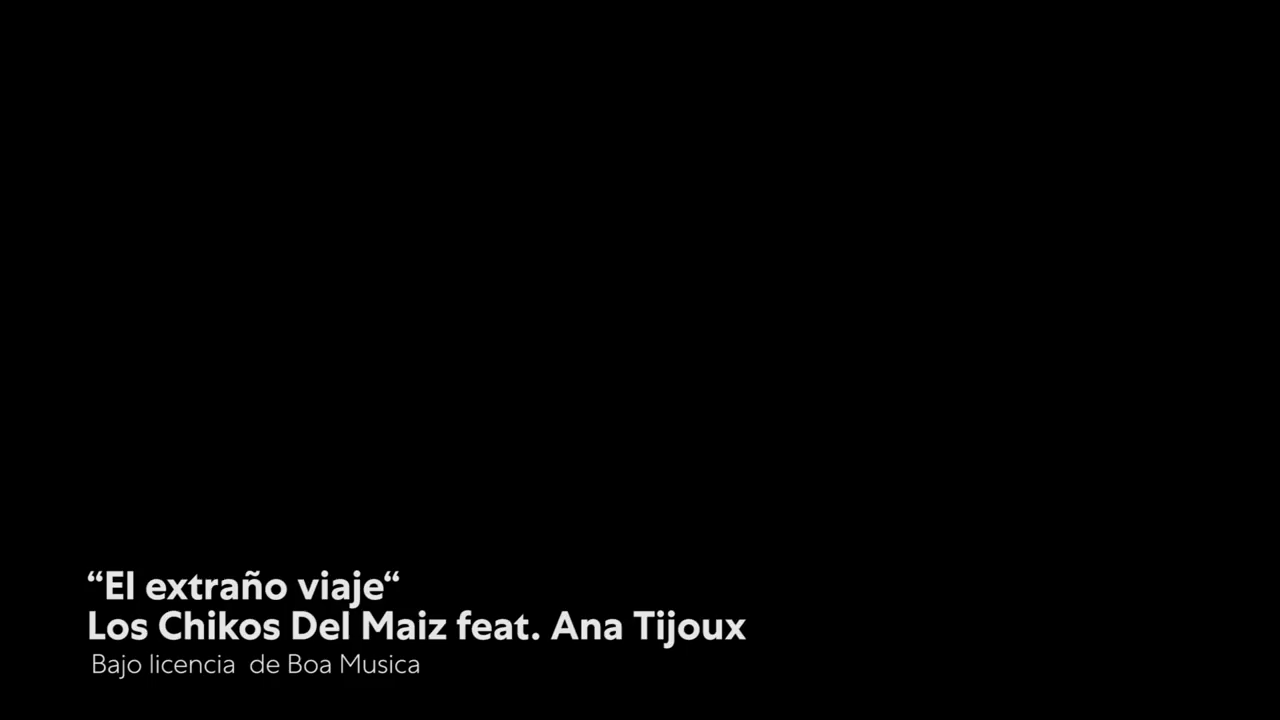 “El extraño viaje“
Los Chikos Del Maiz feat. Ana Tijoux
Bajo licencia  de Boa Musica